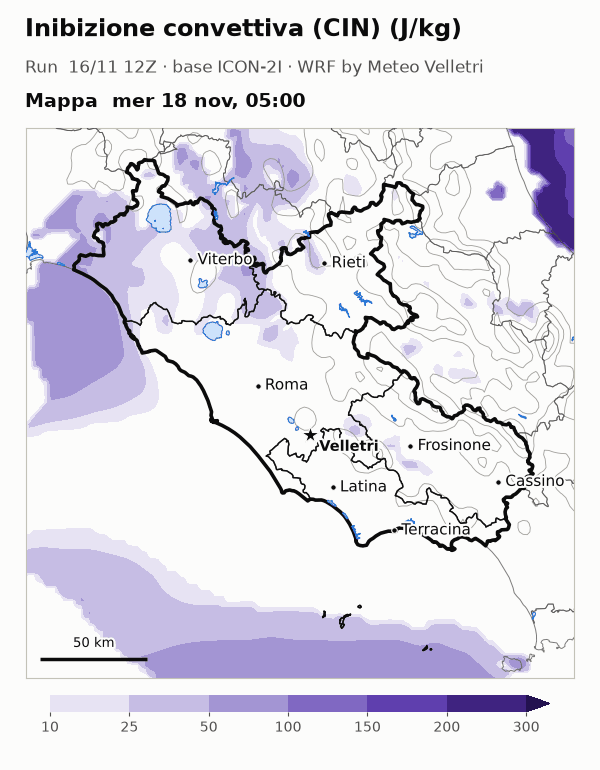 Inibizione convettiva (CIN) (J/kg)
Run  16/11 12Z · base ICON-2I · WRF by Meteo Velletri
Mappa  mer 18 nov, 05:00
Viterbo
Rieti
Roma
Velletri
Frosinone
Latina
Cassino
Terracina
50 km
10 25 50 100 150 200 300